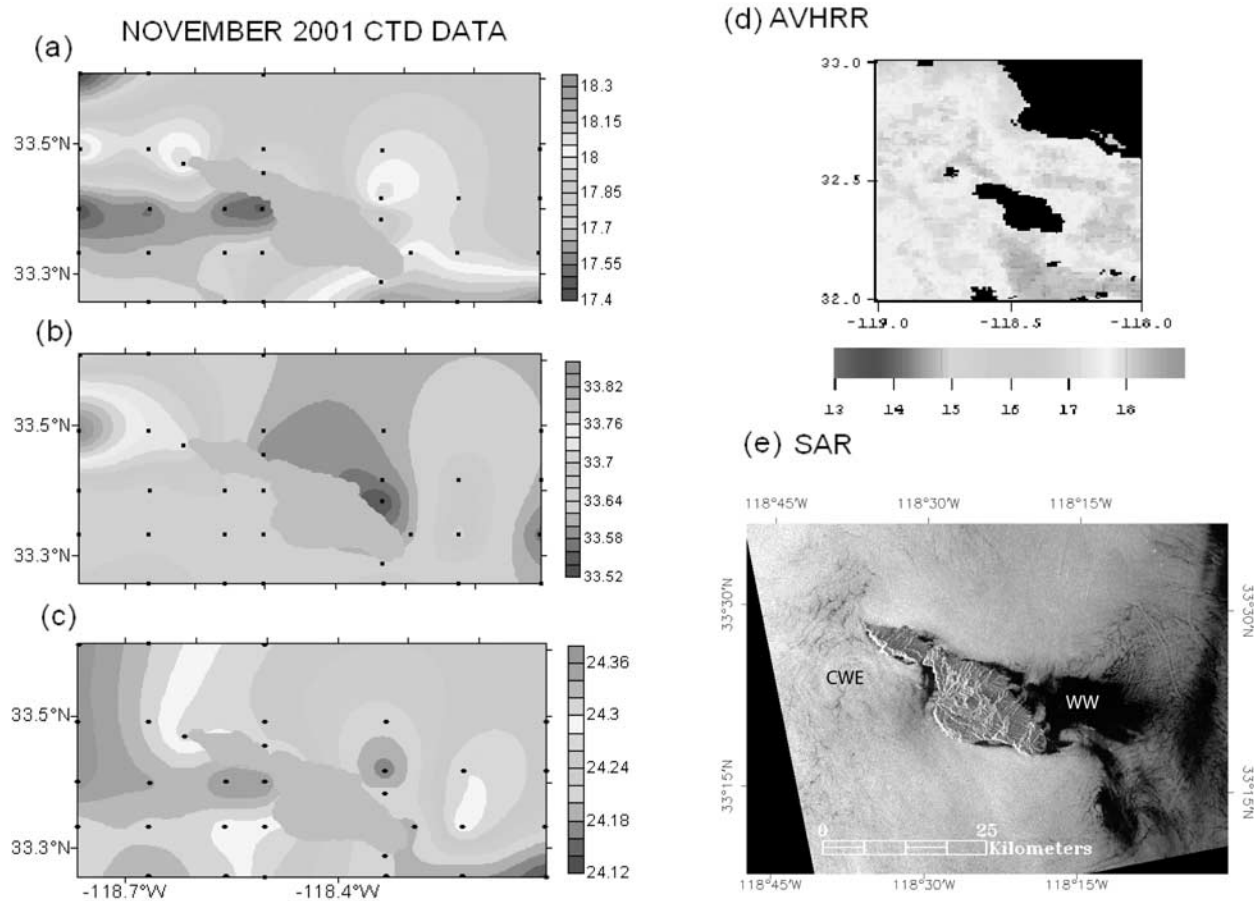 NOVEMBER 2001 CTD DATA
(a)
33.5°N
33.3°N
18.3
18.15
18
17.85
17.7
17.55
17.4
(b)
33.5°N
33.3°N
33.82
33.76
33.7
33.64
33.58
33.52
(c)
33.5°N
33.3°N
24.36
24.3
24.24
24.18
24.12
-118.7°W
-118.4°W
(d) AVHRR
33.0
32.5
32.0
-119.0
-118.5
-118.0
13
14
15
16
17
18
(e) SAR
118°45'W
118°30'W
118°15'W
33°30'N
33°30'N
CWE
WW
33°15'N
33°15'N
0
25
Kilometers
118°45'W
118°30'W
118°15'W